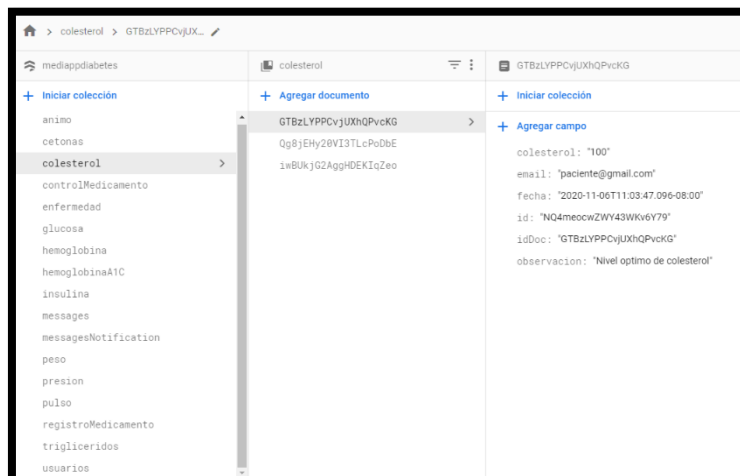 > colesterol > GTBzLYPPCvjUX...
mediappdiabetes
+ Iniciar colección
animo
cetonas
colesterol >
controlMedicamento
enfermedad
glucosa
hemoglobina
hemoglobinaA1C
insulina
messages
messagesNotification
peso
presion
pulso
registroMedicamento
trigliceridos
usuarios
colesterol
+ Agregar documento
GTBzLYPPCvjUXhQPvcKG >
Qg8jEHy20VI3TLcPoDbE
iwBUkjG2AggHDEKIqZeo
GTBzLYPPCvjUXhQPvcKG
+ Iniciar colección
+ Agregar campo
colesterol: "100"
email: "paciente@gmail.com"
fecha: "2020-11-06T11:03:47.096-08:00"
id: "NQ4meocwZWY43WKv6Y79"
idDoc: "GTBzLYPPCvjUXhQPvcKG"
observacion: "Nivel optimo de colesterol"